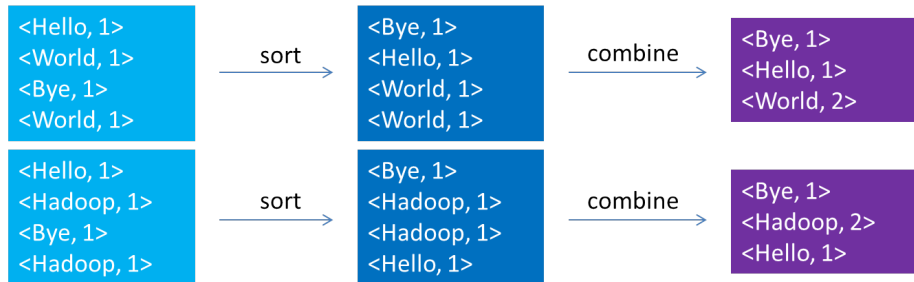 <Hello, 1>
<World, 1>
<Bye, 1>
<World, 1>
sort
<Bye, 1>
<Hello, 1>
<World, 1>
<World, 1>
combine
<Bye, 1>
<Hello, 1>
<World, 2>
<Hello, 1>
<Hadoop, 1>
<Bye, 1>
<Hadoop, 1>
sort
<Bye, 1>
<Hadoop, 1>
<Hadoop, 1>
<Hello, 1>
combine
<Bye, 1>
<Hadoop, 2>
<Hello, 1>